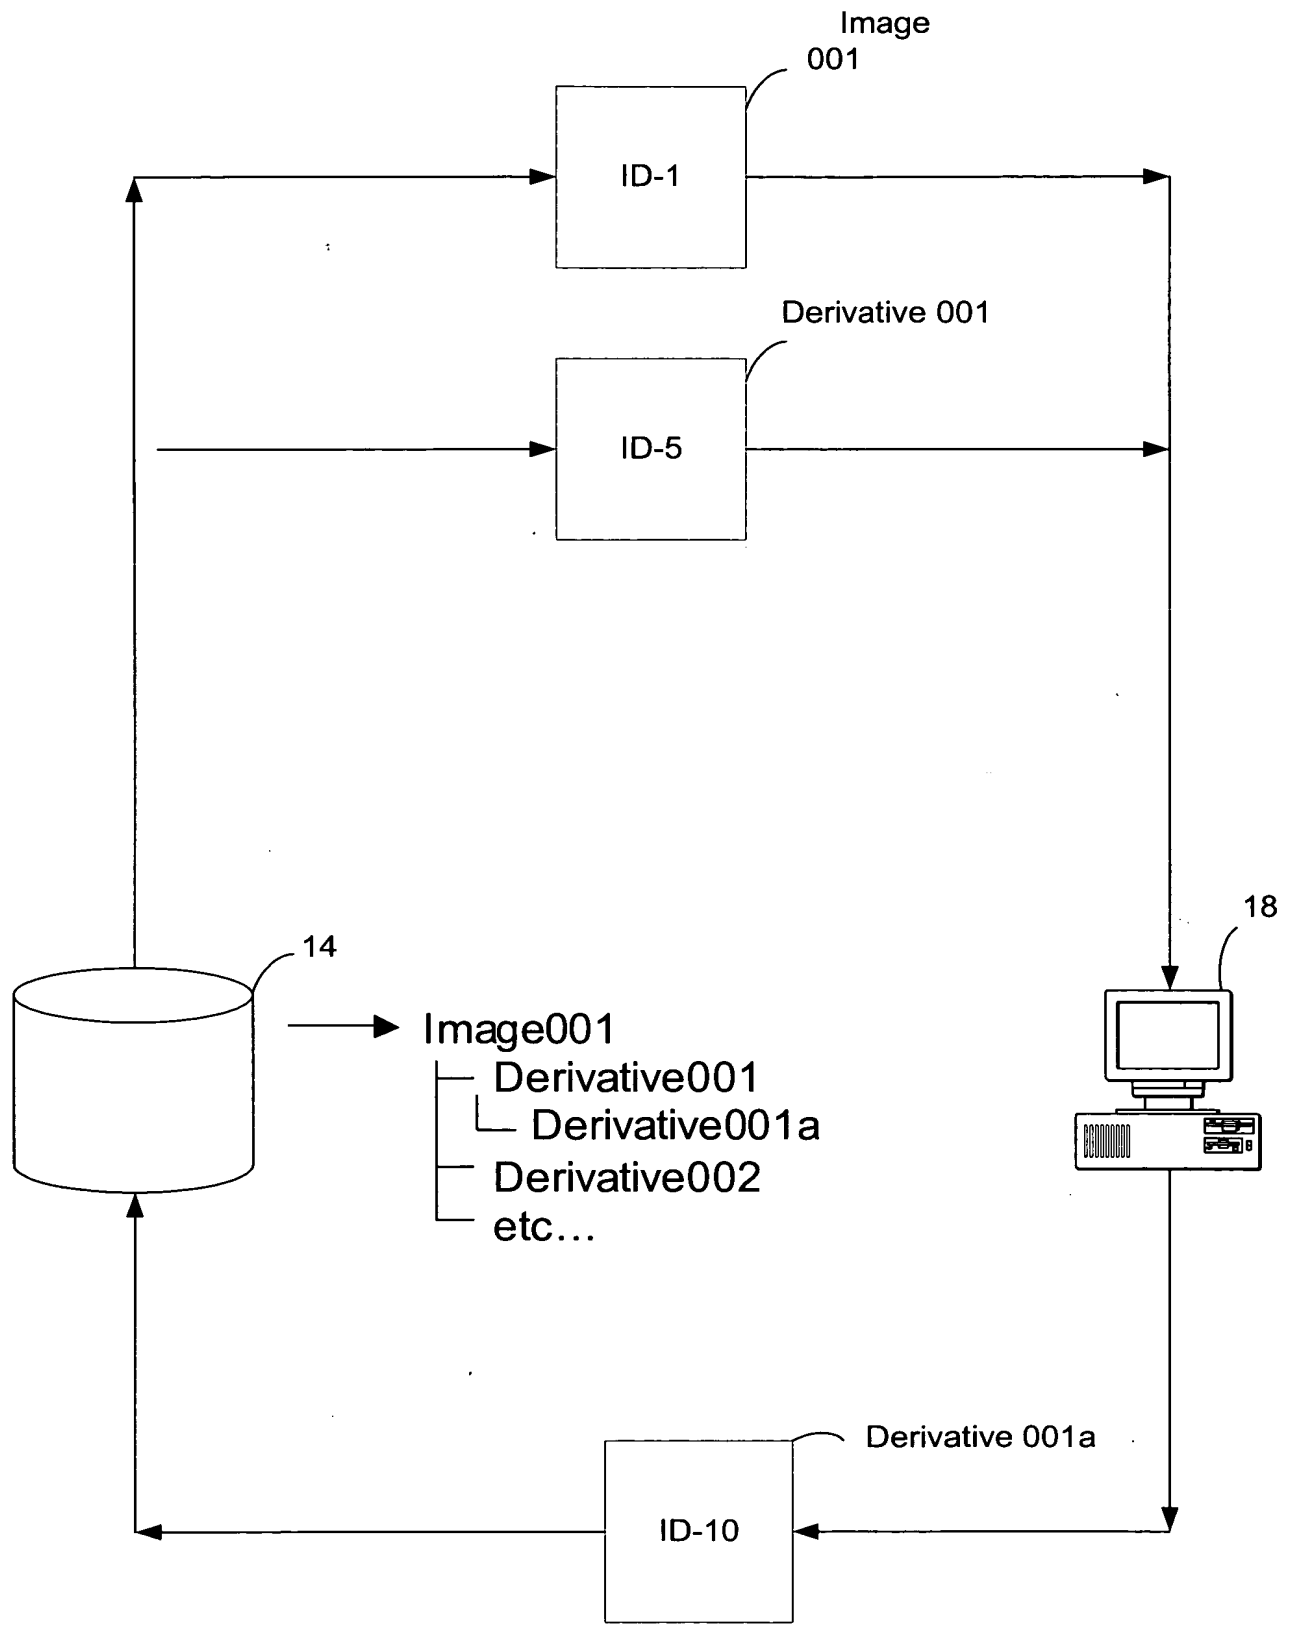 Image
001
ID-1
Derivative 001
ID-5
18
14
Image001
Derivative001
Derivative001a
Derivative002
etc...
Derivative 001a
ID-10